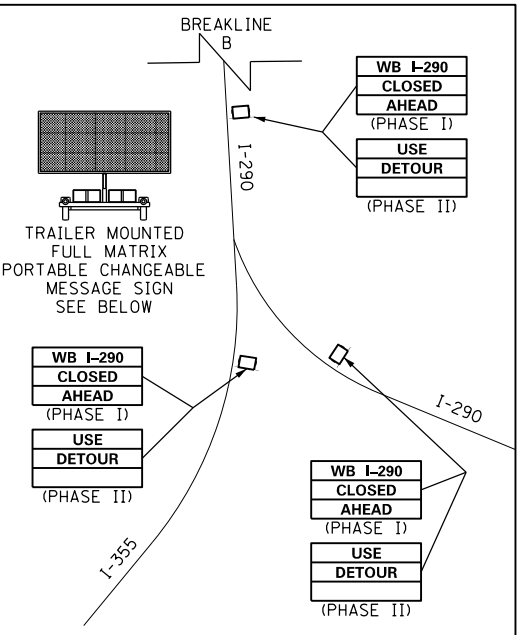 BREAKLINE
B
WB I-290
CLOSED
AHEAD
(PHASE I)
USE
DETOUR
(PHASE II)
I-290
TRAILER MOUNTED
FULL MATRIX
PORTABLE CHANGEABLE
MESSAGE SIGN
SEE BELOW
WB I-290
CLOSED
AHEAD
(PHASE I)
USE
DETOUR
(PHASE II)
I-290
WB I-290
CLOSED
AHEAD
(PHASE I)
USE
DETOUR
(PHASE II)
I-355